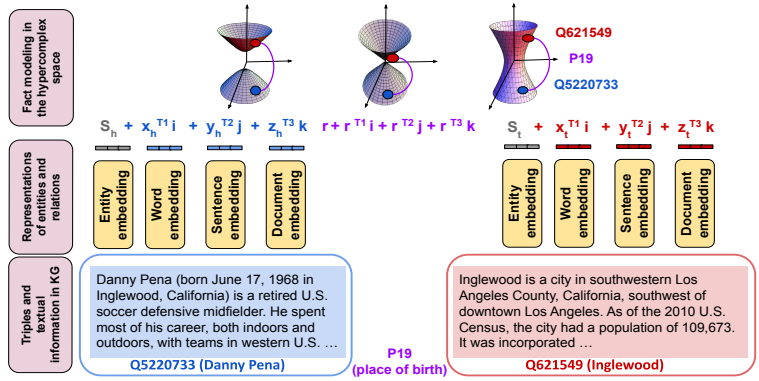 Fact modeling in
the hypercomplex
space
Q621549
P19
Q5220733
S_h + x_h^T1 i + y_h^T2 j + z_h^T3 k
r + r^T1 i + r^T2 j + r^T3 k
S_t + x_t^T1 i + y_t^T2 j + z_t^T3 k
Representations
of entities and
relations
Entity
embedding
Word
embedding
Sentence
embedding
Document
embedding
Entity
embedding
Word
embedding
Sentence
embedding
Document
embedding
Triples and
textual
information in KG
Danny Pena (born June 17, 1968 in
Inglewood, California) is a retired U.S.
soccer defensive midfielder. He spent
most of his career, both indoors and
outdoors, with teams in western U.S. …
Q5220733 (Danny Pena)
P19
(place of birth)
Inglewood is a city in southwestern Los
Angeles County, California, southwest of
downtown Los Angeles. As of the 2010 U.S.
Census, the city had a population of 109,673.
It was incorporated …
Q621549 (Inglewood)